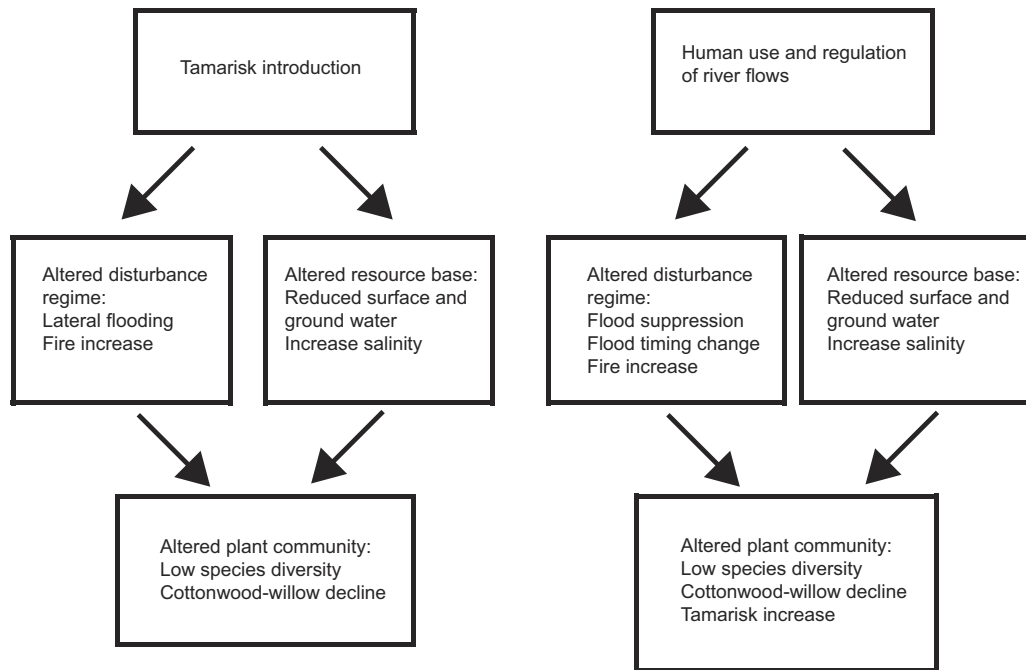 Tamarisk introduction
Human use and regulation
of river flows
Altered disturbance
regime:
Lateral flooding
Fire increase
Altered resource base:
Reduced surface and
ground water
Increase salinity
Altered disturbance
regime:
Flood suppression
Flood timing change
Fire increase
Altered resource base:
Reduced surface and
ground water
Increase salinity
Altered plant community:
Low species diversity
Cottonwood-willow decline
Altered plant community:
Low species diversity
Cottonwood-willow decline
Tamarisk increase